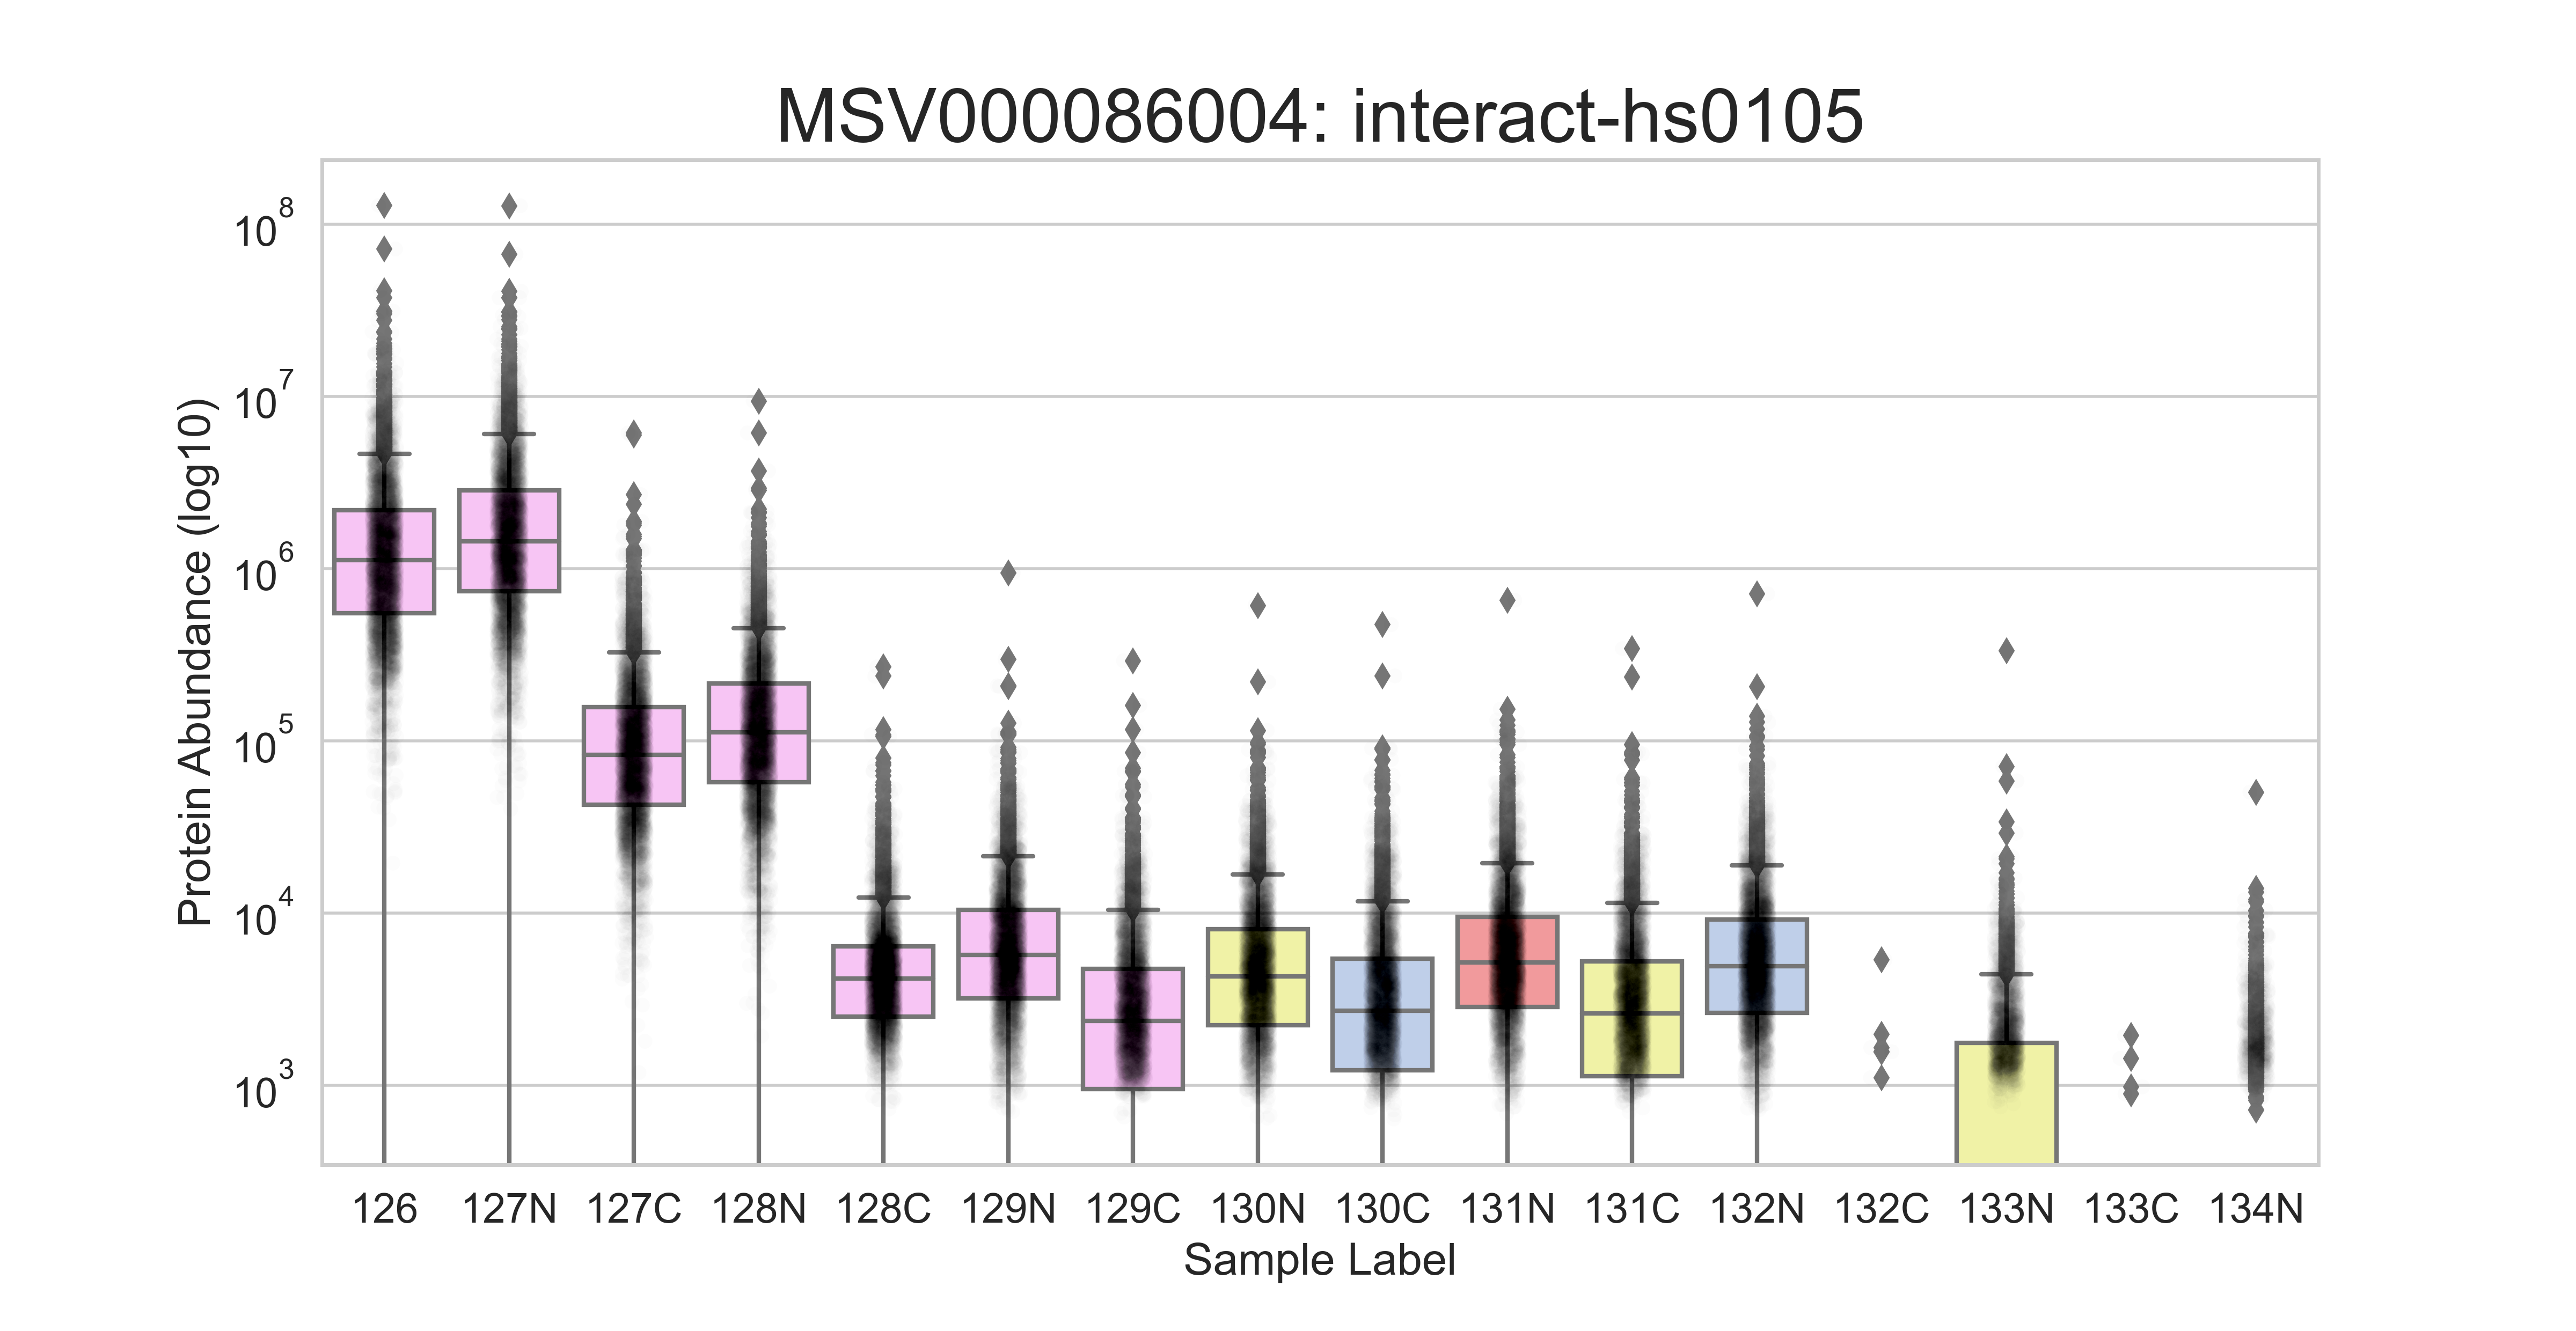 MSV000086004: interact-hs0105
Protein Abundance (log10)
10^8
10^7
10^6
10^5
10^4
10^3
126 127N 127C 128N 128C 129N 129C 130N 130C 131N 131C 132N 132C 133N 133C 134N
Sample Label